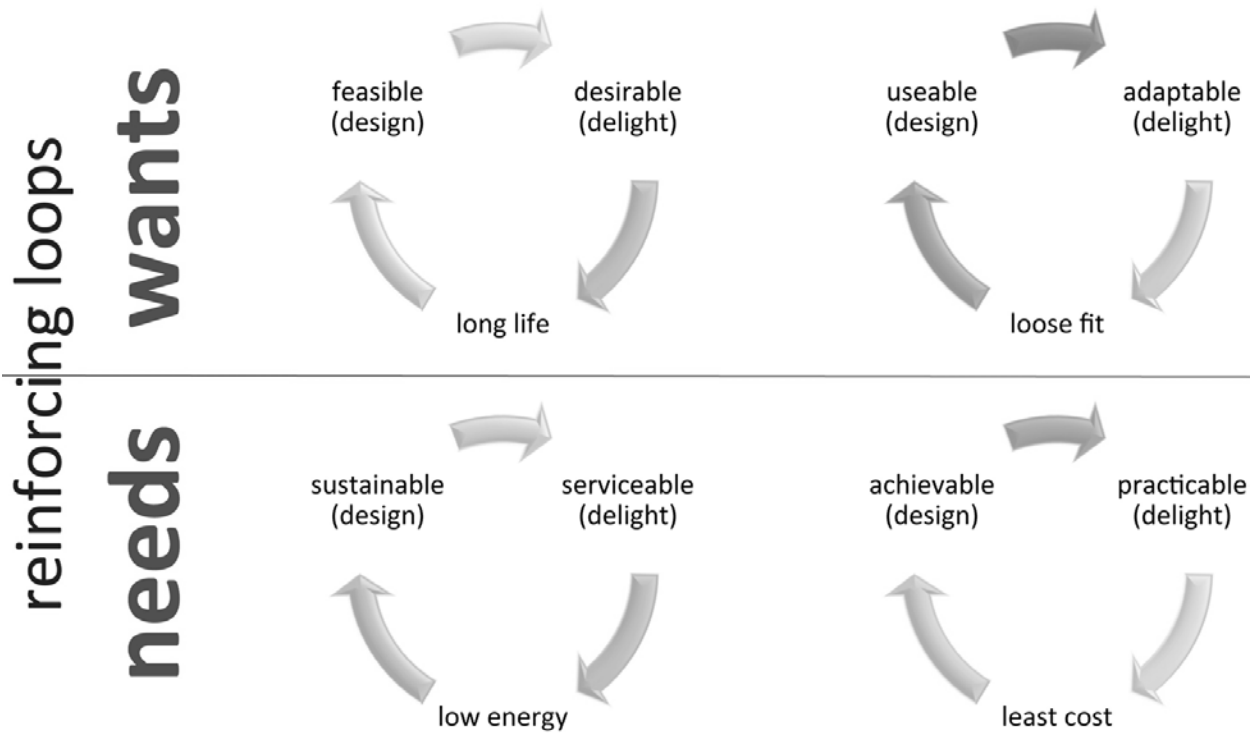 reinforcing loops
wants
feasible
(design)
desirable
(delight)
long life
useable
(design)
adaptable
(delight)
loose fit
needs
sustainable
(design)
serviceable
(delight)
low energy
achievable
(design)
practicable
(delight)
least cost